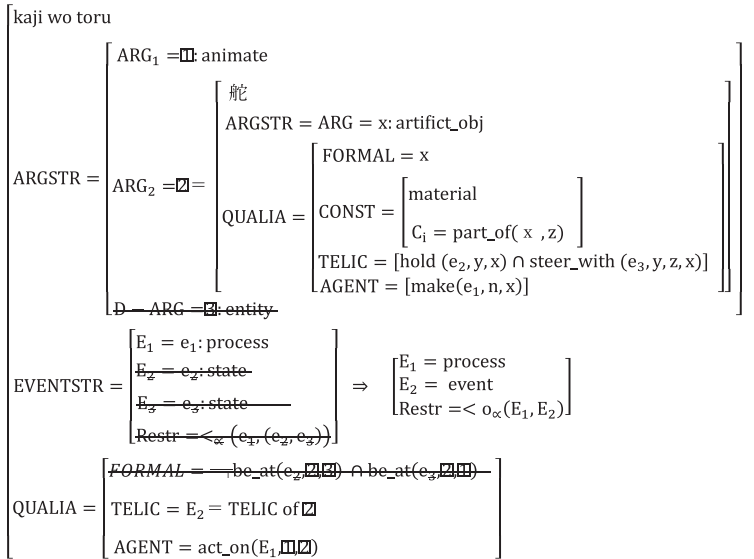 kaji wo toru
ARG₁ = 1: animate
舵
ARGSTR = ARG = x: artifict_obj
FORMAL = x
ARGSTR = ARG₂ = 2 =
QUALIA = CONST = material
Cᵢ = part_of( x , z)
TELIC = [hold (e₂, y, x) ∩ steer_with (e₃, y, z, x)]
AGENT = [make(e₁, n, x)]
D − ARG = 3: entity
E₁ = e₁: process
E₂ = e₂: state
EVENTSTR = E₃ = e₃: state
Restr =<∝ (e₁, (e₂, e₃))
⇒ E₁ = process
E₂ = event
Restr =< o∝(E₁, E₂)
FORMAL = ¬be_at(e₂, 2, 3) ∩ be_at(e₃, 2, 1)
QUALIA = TELIC = E₂ = TELIC of 2
AGENT = act_on(E₁, 1, 2)